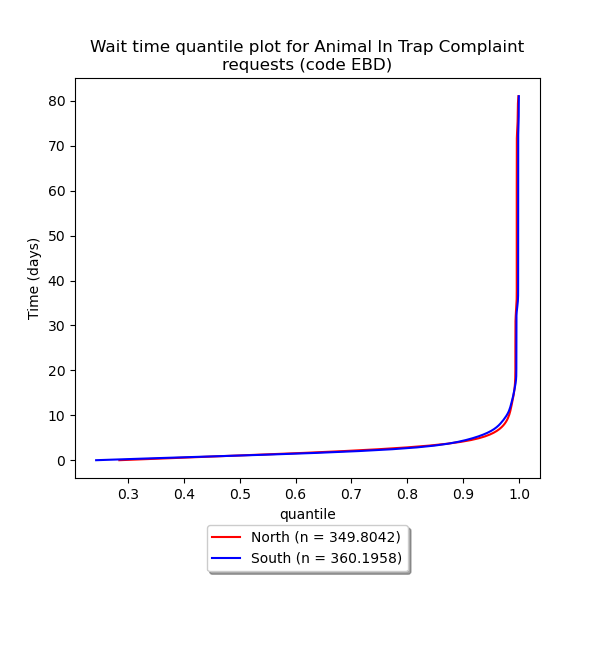 Wait time quantile plot for Animal In Trap Complaint
requests (code EBD)
80
70
60
50
40
30
20
10
0
Time (days)
0.3 0.4 0.5 0.6 0.7 0.8 0.9 1.0
quantile
North (n = 349.8042)
South (n = 360.1958)